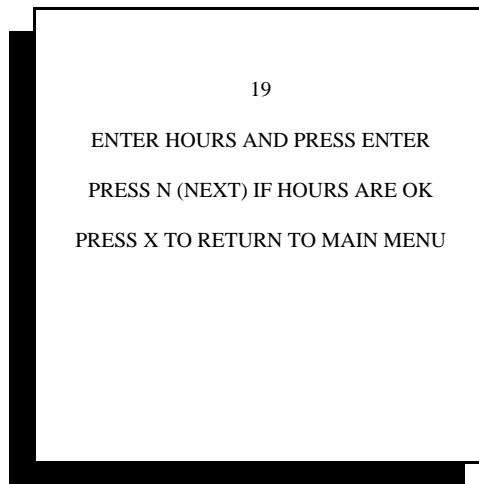 19
ENTER HOURS AND PRESS ENTER
PRESS N (NEXT) IF HOURS ARE OK
PRESS X TO RETURN TO MAIN MENU